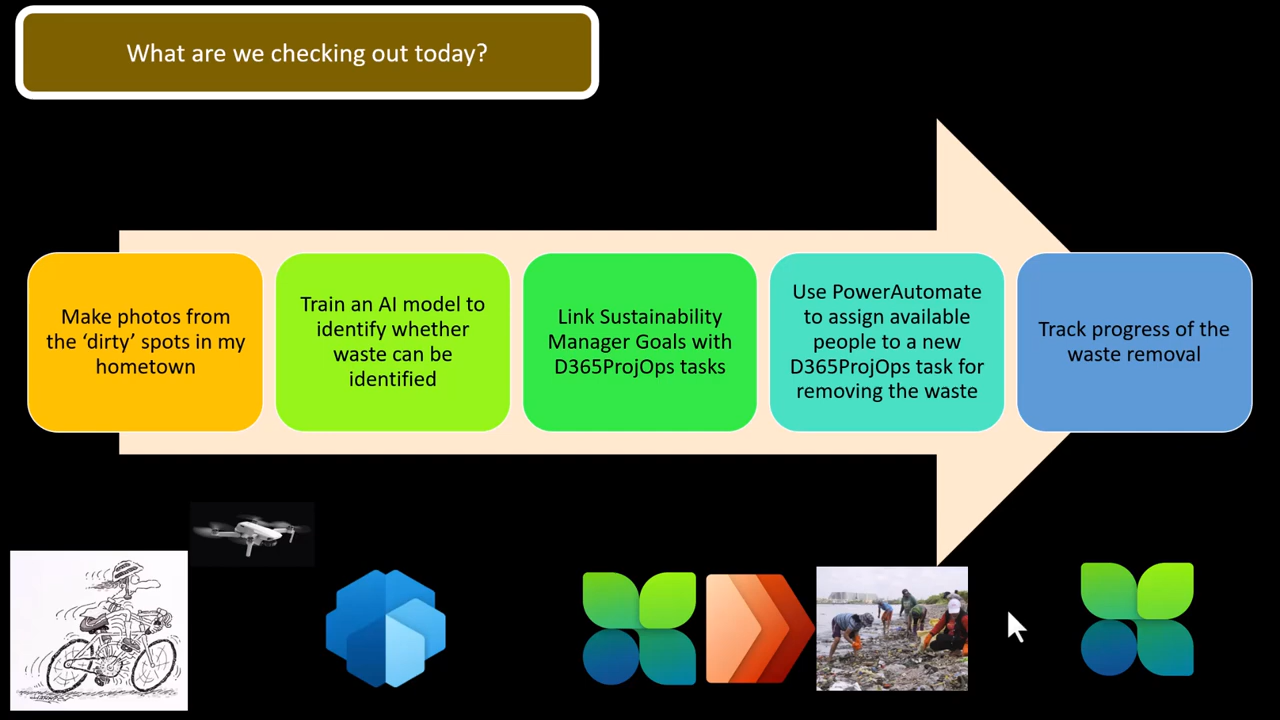 What are we checking out today?
Make photos from
the ‘dirty’ spots in my
hometown
Train an AI model to
identify whether
waste can be
identified
Link Sustainability
Manager Goals with
D365ProjOps tasks
Use PowerAutomate
to assign available
people to a new
D365ProjOps task for
removing the waste
Track progress of the
waste removal